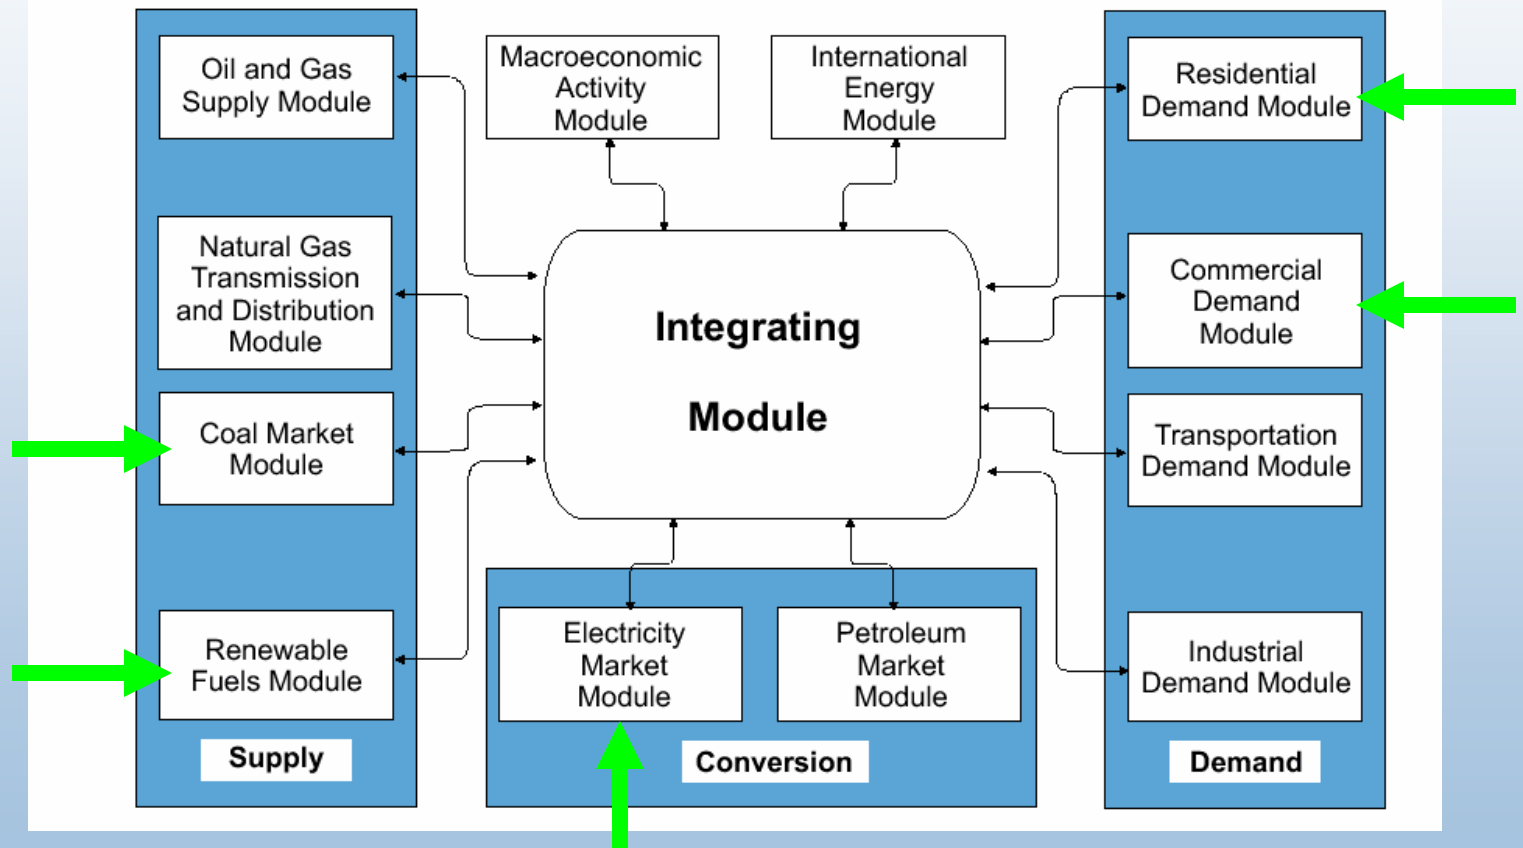 Oil and Gas
Supply Module
Natural Gas
Transmission
and Distribution
Module
Coal Market
Module
Renewable
Fuels Module
Supply
Macroeconomic
Activity
Module
International
Energy
Module
Integrating
Module
Electricity
Market
Module
Petroleum
Market
Module
Conversion
Residential
Demand Module
Commercial
Demand
Module
Transportation
Demand Module
Industrial
Demand Module
Demand